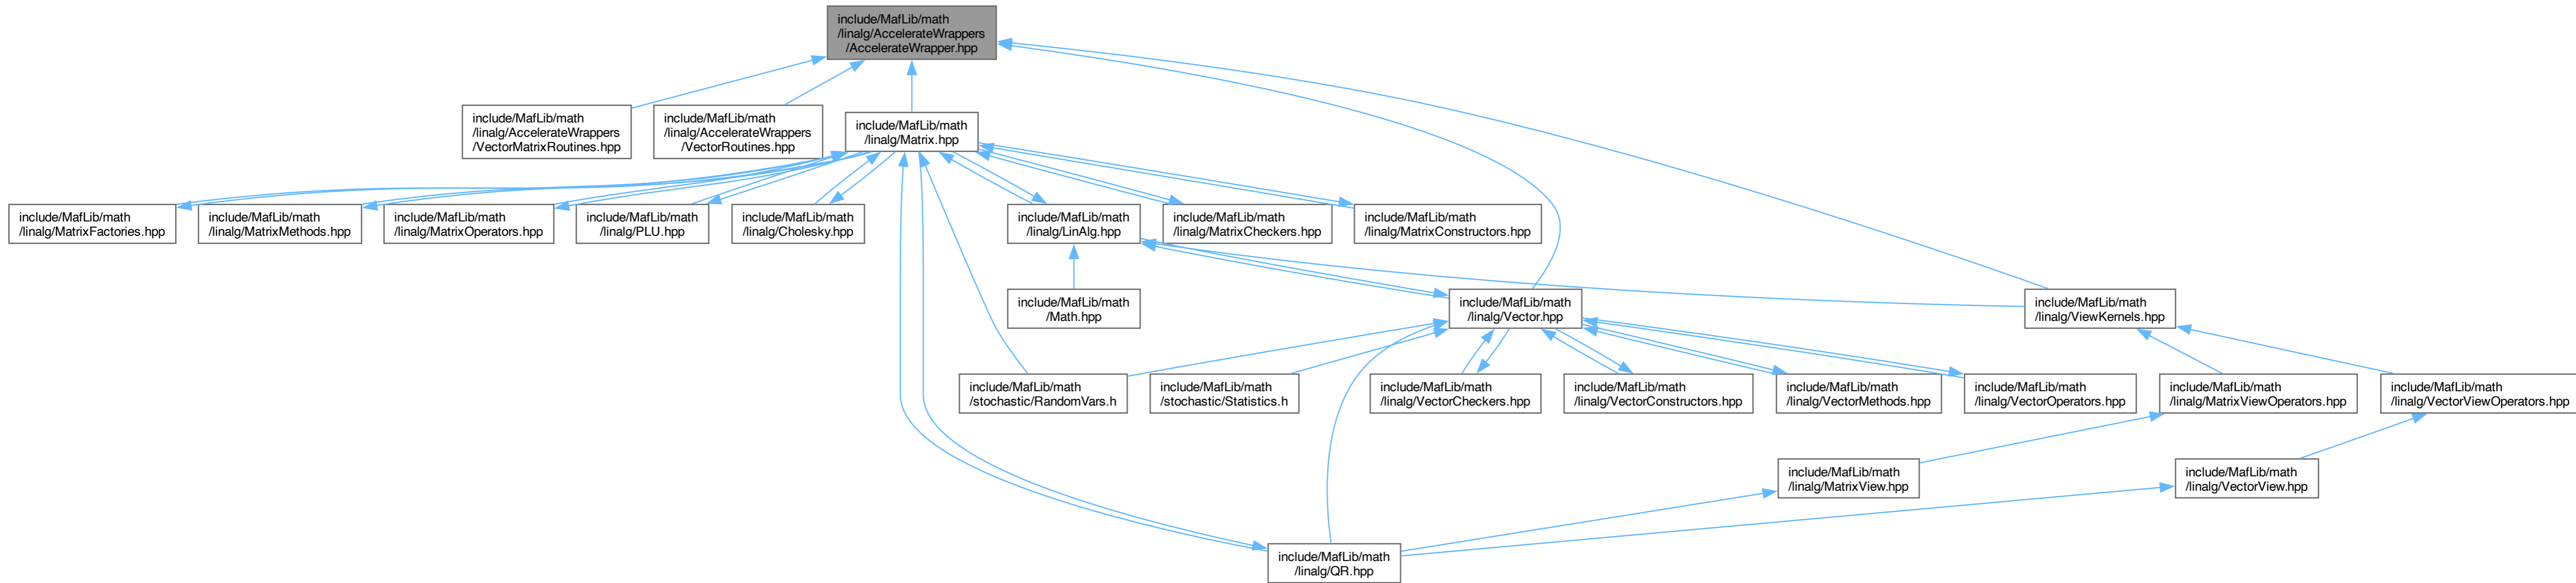 include/MafLib/math
/linalg/AccelerateWrappers
/AccelerateWrapper.hpp
include/MafLib/math
/linalg/AccelerateWrappers
/VectorMatrixRoutines.hpp
include/MafLib/math
/linalg/AccelerateWrappers
/VectorRoutines.hpp
include/MafLib/math
/linalg/Matrix.hpp
include/MafLib/math
/linalg/MatrixFactories.hpp
include/MafLib/math
/linalg/MatrixMethods.hpp
include/MafLib/math
/linalg/MatrixOperators.hpp
include/MafLib/math
/linalg/PLU.hpp
include/MafLib/math
/linalg/Cholesky.hpp
include/MafLib/math
/linalg/LinAlg.hpp
include/MafLib/math
/linalg/MatrixCheckers.hpp
include/MafLib/math
/linalg/MatrixConstructors.hpp
include/MafLib/math
/Math.hpp
include/MafLib/math
/linalg/Vector.hpp
include/MafLib/math
/linalg/ViewKernels.hpp
include/MafLib/math
/stochastic/RandomVars.h
include/MafLib/math
/stochastic/Statistics.h
include/MafLib/math
/linalg/VectorCheckers.hpp
include/MafLib/math
/linalg/VectorConstructors.hpp
include/MafLib/math
/linalg/VectorMethods.hpp
include/MafLib/math
/linalg/VectorOperators.hpp
include/MafLib/math
/linalg/MatrixViewOperators.hpp
include/MafLib/math
/linalg/VectorViewOperators.hpp
include/MafLib/math
/linalg/MatrixView.hpp
include/MafLib/math
/linalg/VectorView.hpp
include/MafLib/math
/linalg/QR.hpp